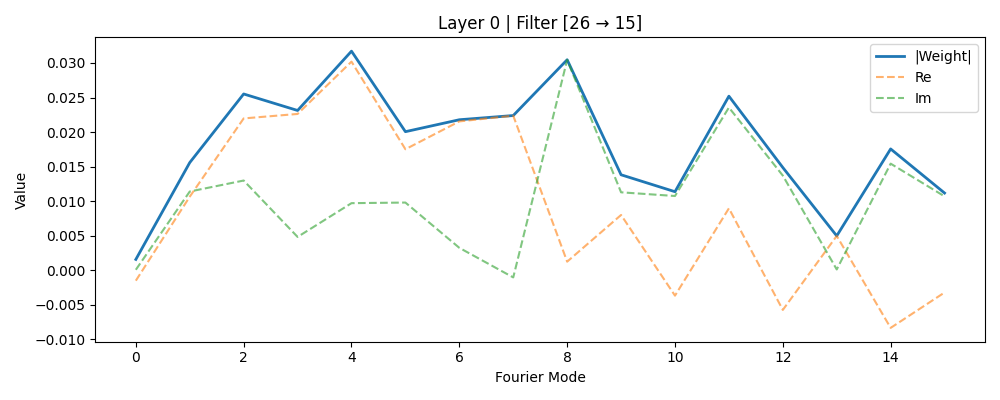 Layer 0 | Filter [26 → 15]
|Weight|
Re
Im
0.030
0.025
0.020
0.015
0.010
0.005
0.000
−0.005
−0.010
Value
0 2 4 6 8 10 12 14
Fourier Mode